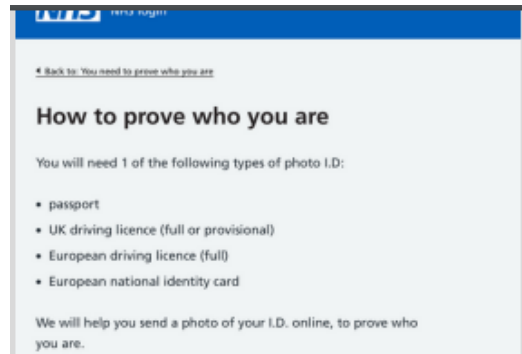 NHS login
Back to: You need to prove who you are
How to prove who you are
You will need 1 of the following types of photo I.D:
• passport
• UK driving licence (full or provisional)
• European driving licence (full)
• European national identity card
We will help you send a photo of your I.D. online, to prove who
you are.